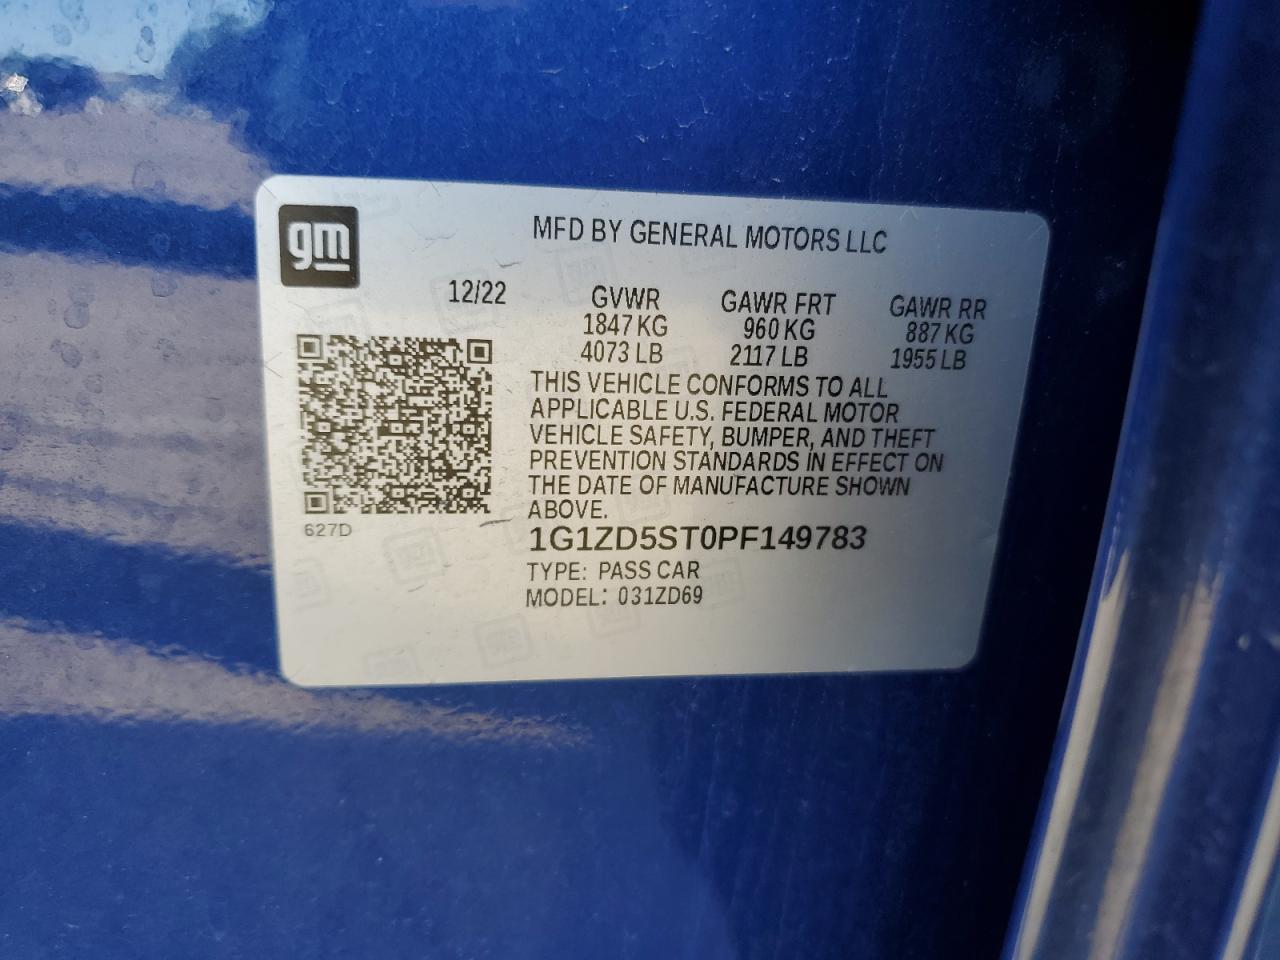 gm
MFD BY GENERAL MOTORS LLC
12/22 GVWR GAWR FRT GAWR RR
1847 KG 960 KG 887 KG
4073 LB 2117 LB 1955 LB
THIS VEHICLE CONFORMS TO ALL
APPLICABLE U.S. FEDERAL MOTOR
VEHICLE SAFETY, BUMPER, AND THEFT
PREVENTION STANDARDS IN EFFECT ON
THE DATE OF MANUFACTURE SHOWN
ABOVE.
627D
1G1ZD5ST0PF149783
TYPE: PASS CAR
MODEL: 031ZD69